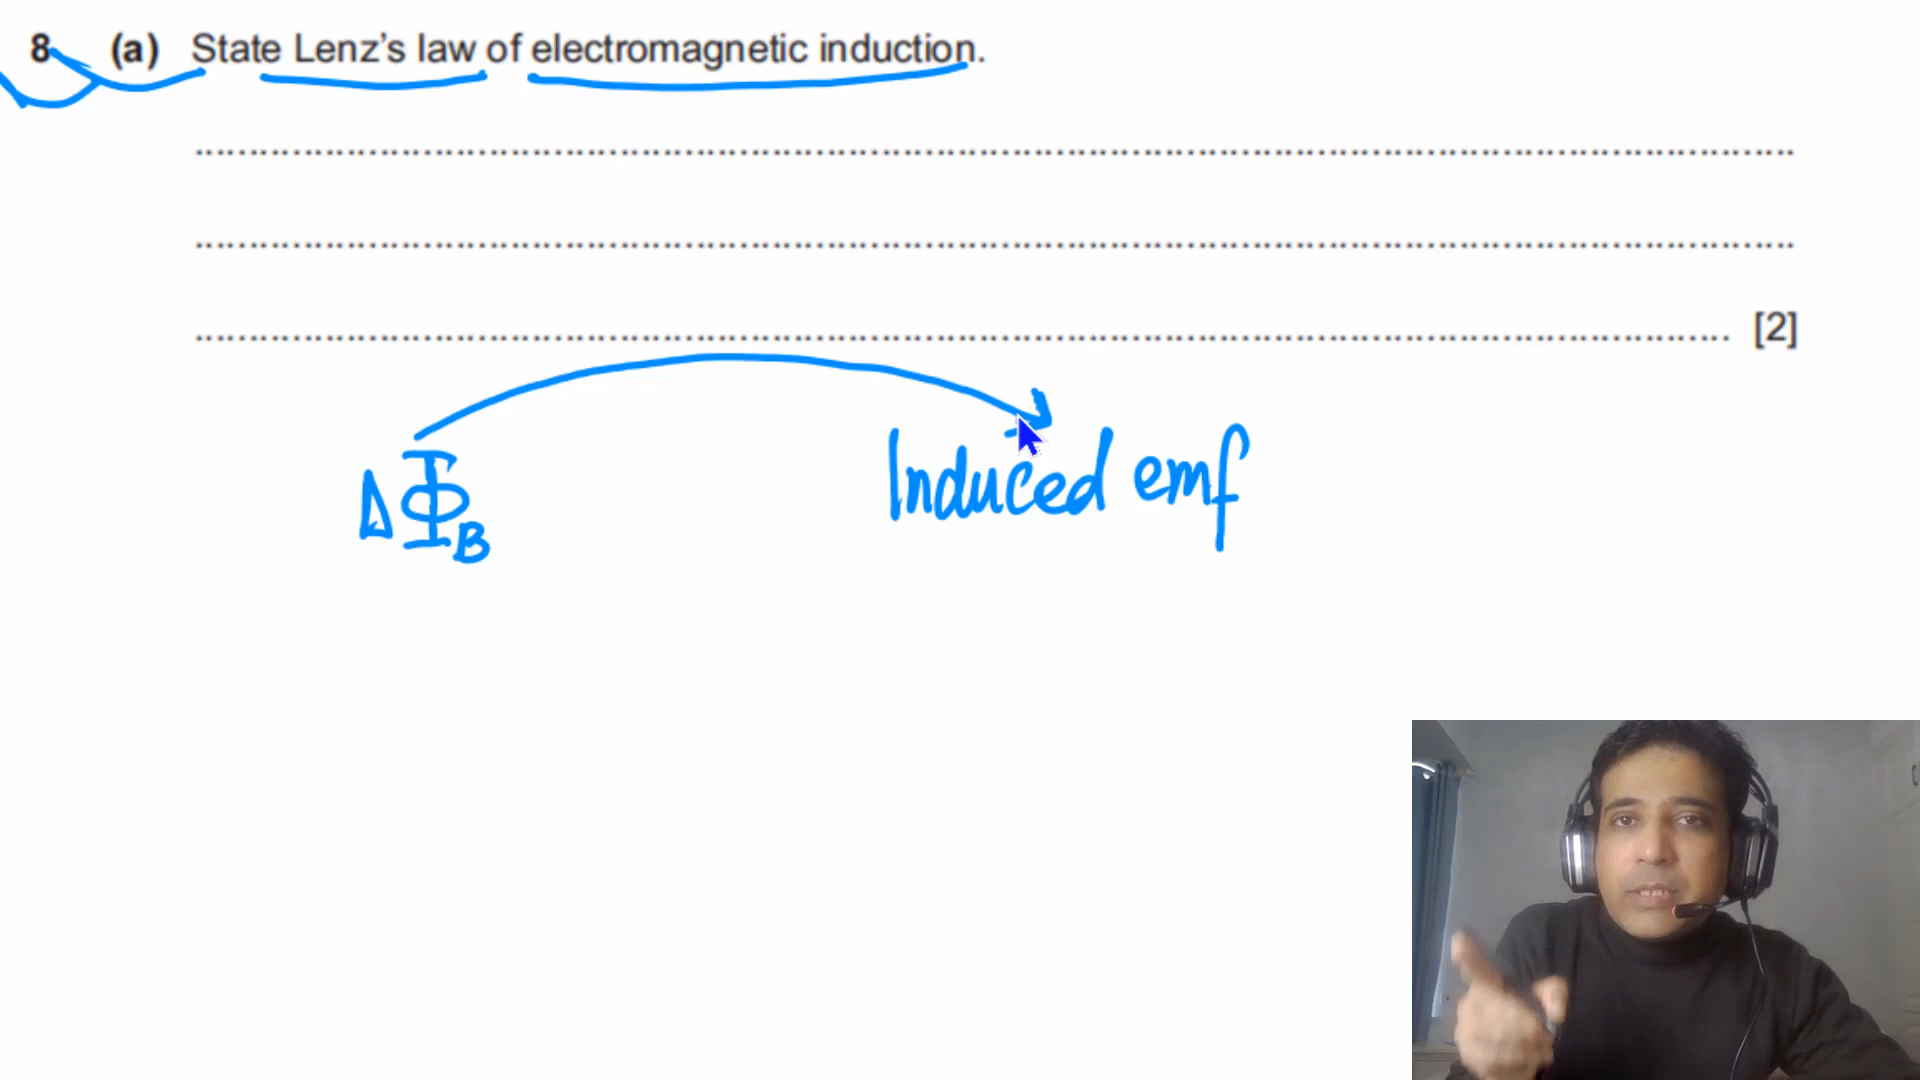 8 (a) State Lenz's law of electromagnetic induction.
[2]
ΔΦB Induced emf